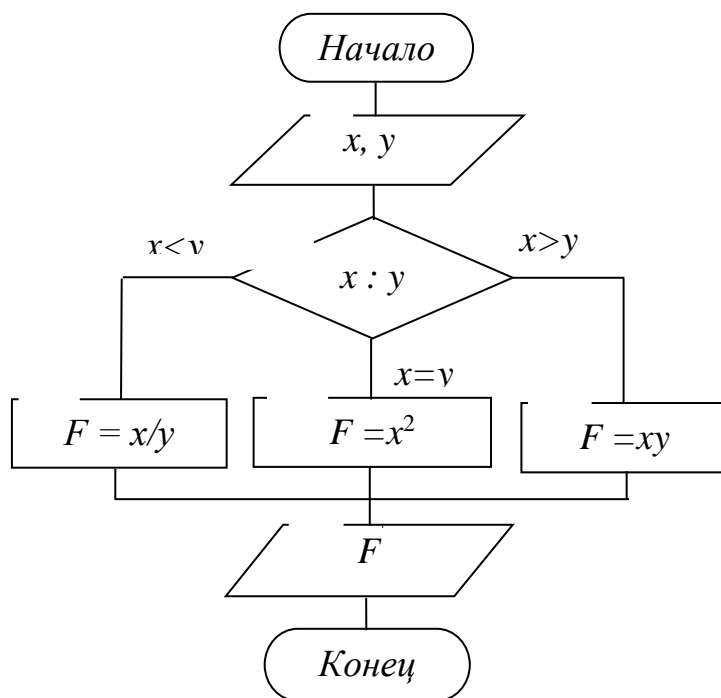 Начало
x, y
x<y
x>y
x : y
x=y
F = x/y
F =x²
F =xy
F
Конец